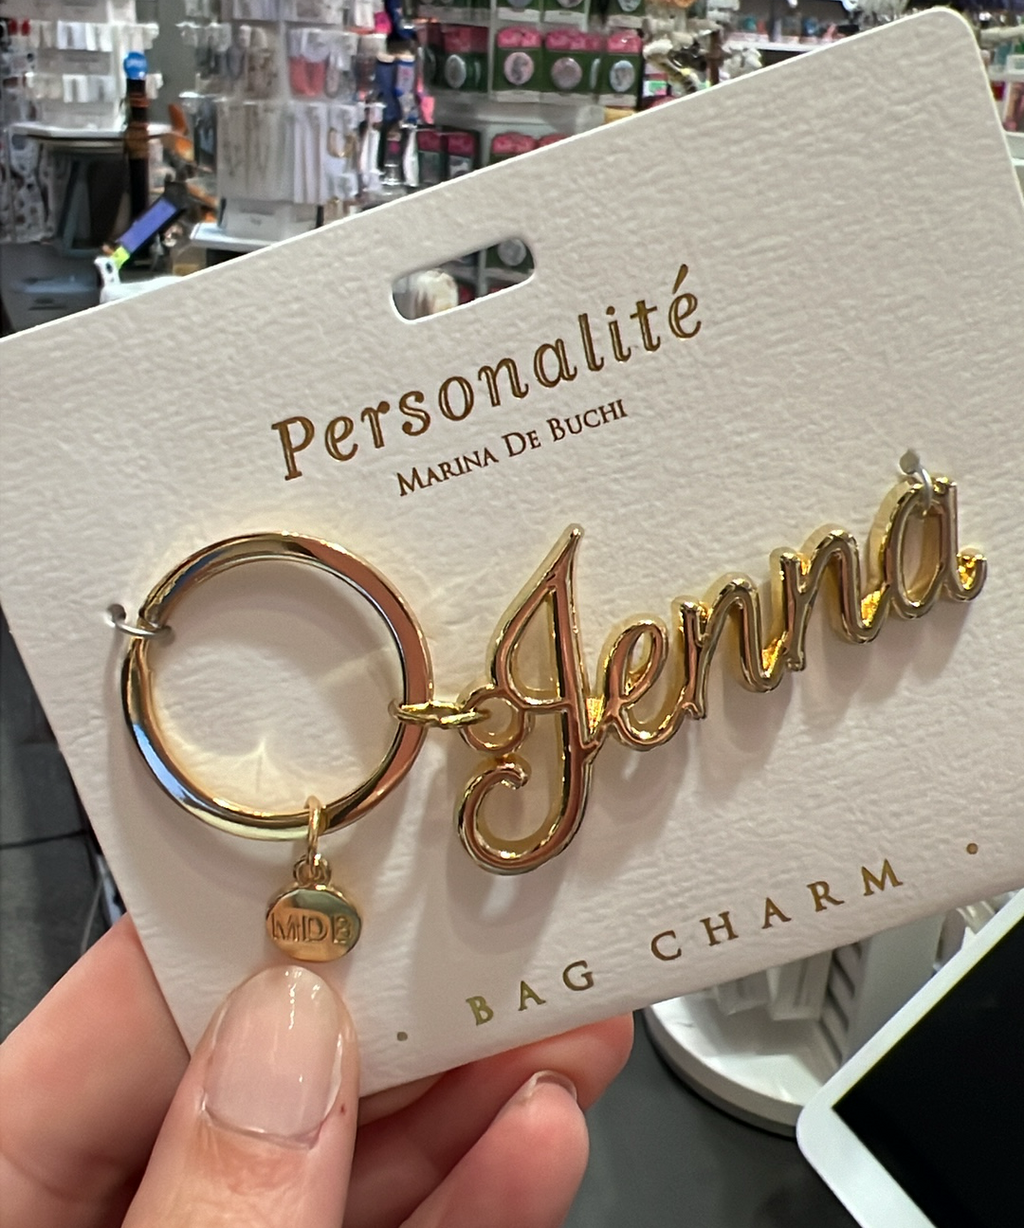 Personalité
MARINA DE BUCHI
Jenna
MDB
• BAG CHARM •